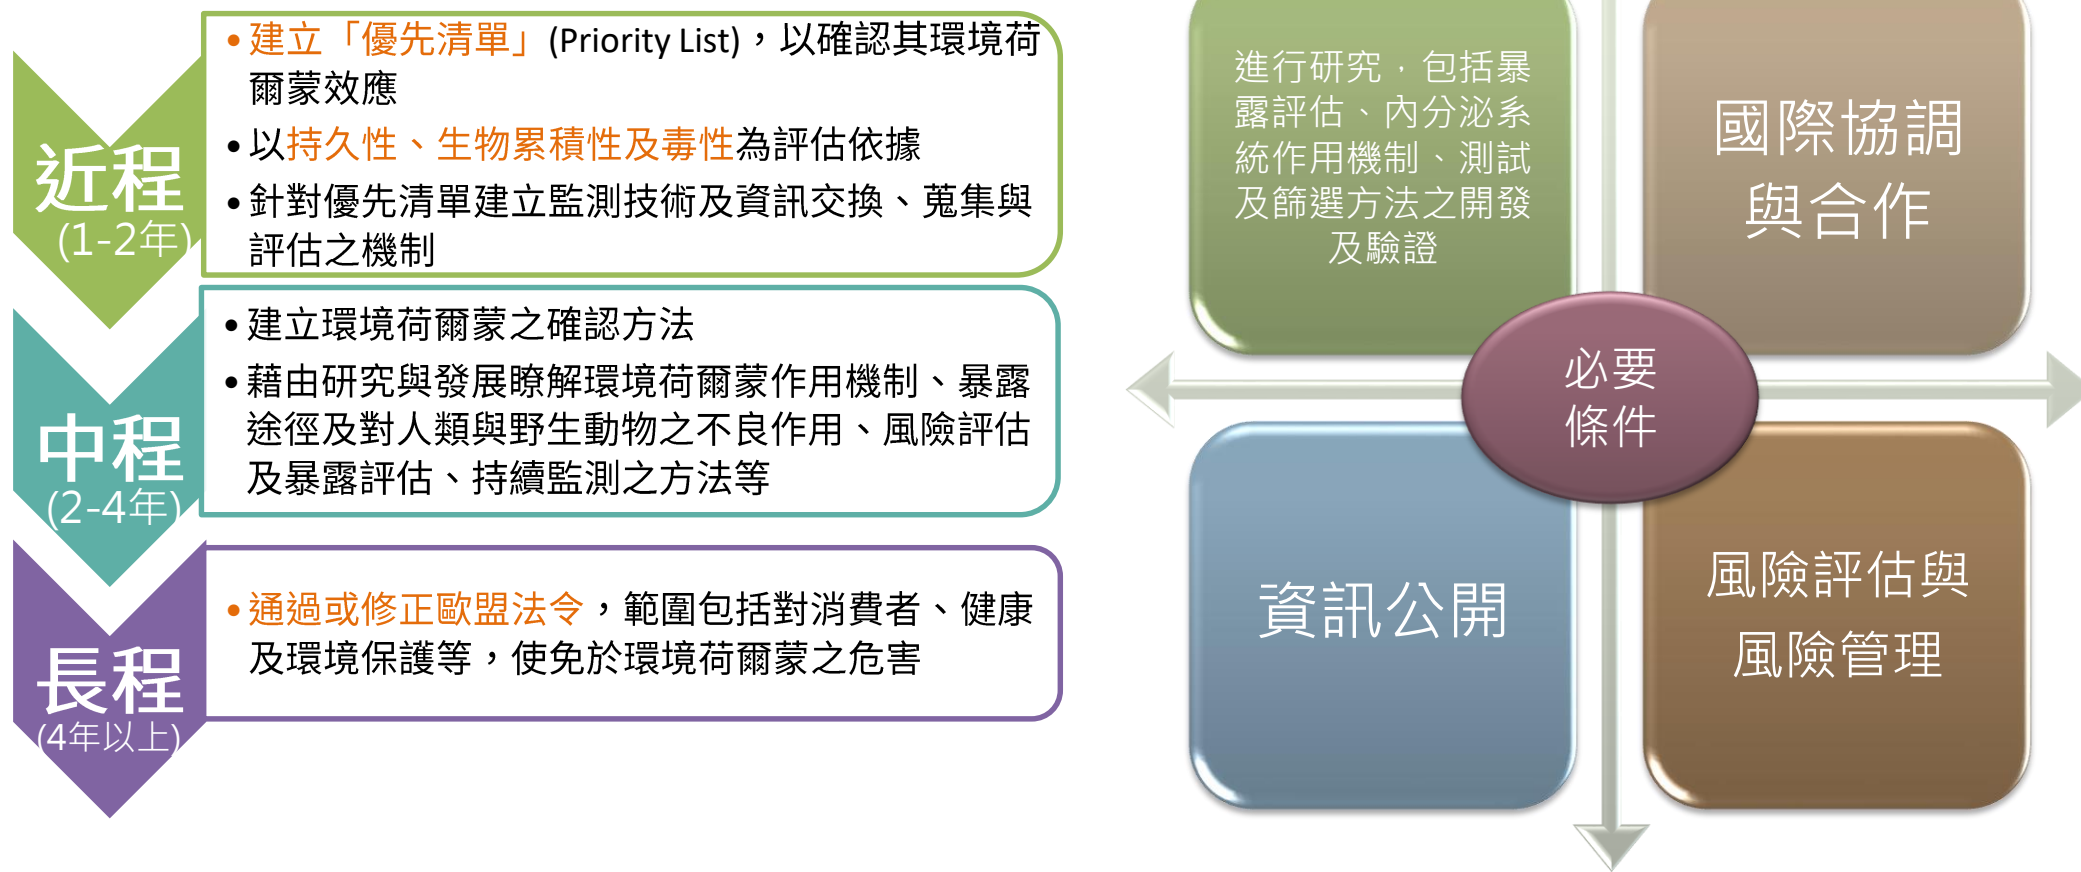 近程
(1-2年)
•建立「優先清單」(Priority List)，以確認其環境荷
爾蒙效應
•以持久性、生物累積性及毒性為評估依據
•針對優先清單建立監測技術及資訊交換、蒐集與
評估之機制
中程
(2-4年)
•建立環境荷爾蒙之確認方法
•藉由研究與發展瞭解環境荷爾蒙作用機制、暴露
途徑及對人類與野生動物之不良作用、風險評估
及暴露評估、持續監測之方法等
長程
(4年以上)
•通過或修正歐盟法令，範圍包括對消費者、健康
及環境保護等，使免於環境荷爾蒙之危害
進行研究，包括暴
露評估、內分泌系
統作用機制、測試
及篩選方法之開發
及驗證
國際協調
與合作
必要
條件
資訊公開
風險評估與
風險管理